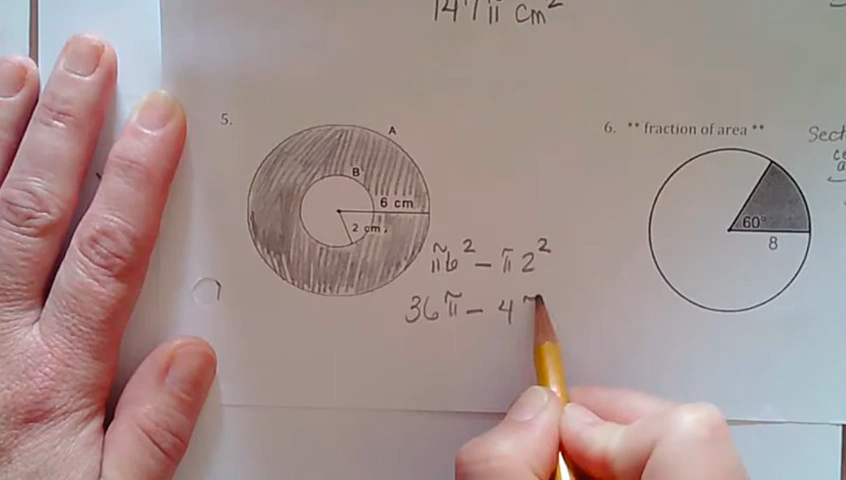 147π cm²
5.
A
B
6 cm
2 cm.
π6² - π2²
36π - 4π
6. ** fraction of area **
Sect
60°
8